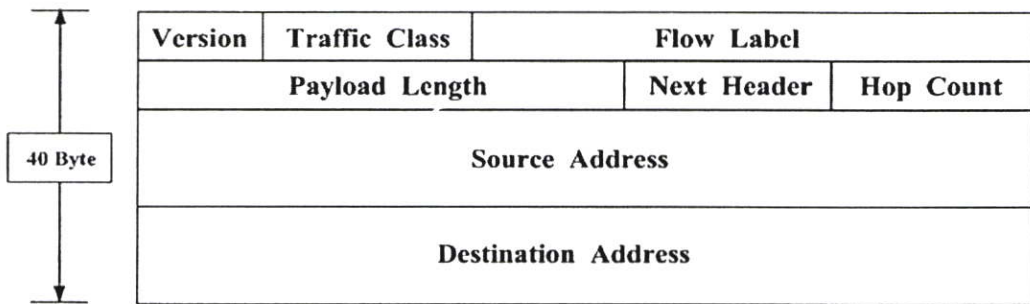 Version Traffic Class Flow Label
Payload Length Next Header Hop Count
40 Byte
Source Address
Destination Address